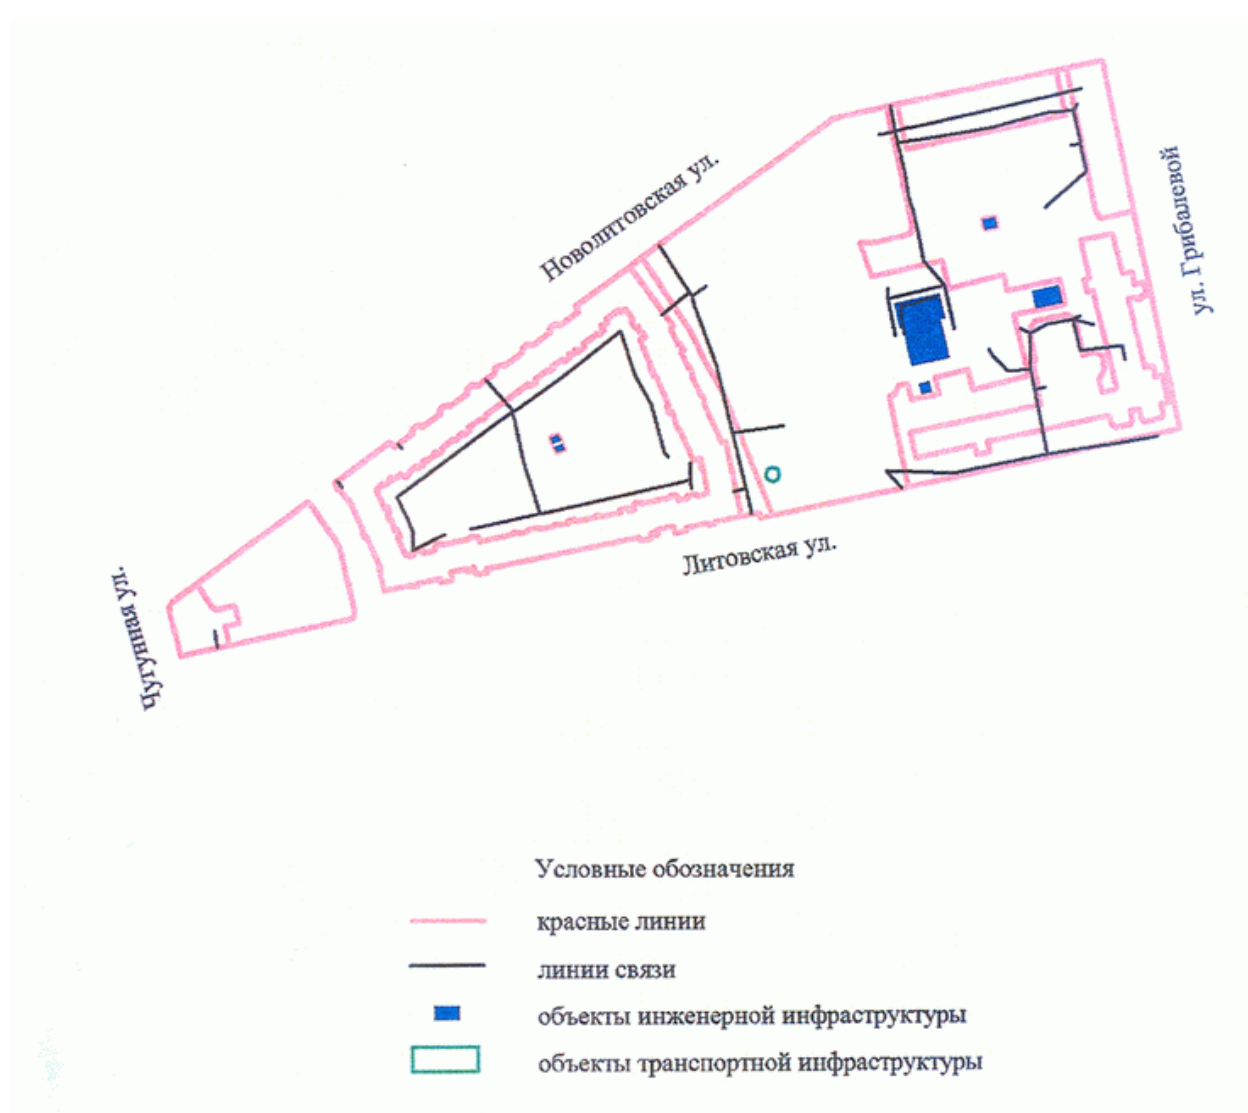 Новолитовская ул.
ул. Грибалевой
Литовская ул.
Чугунная ул.
Условные обозначения
красные линии
линии связи
объекты инженерной инфраструктуры
объекты транспортной инфраструктуры